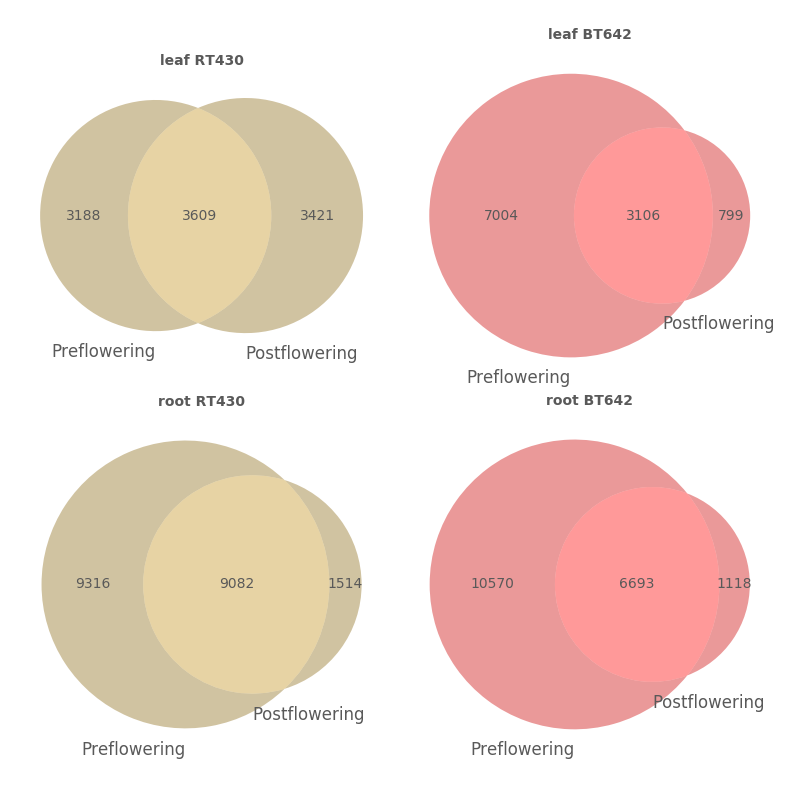 leaf RT430
3188 3609 3421
Preflowering
Postflowering
leaf BT642
7004 3106 799
Postflowering
Preflowering
root RT430
9316 9082 1514
Postflowering
Preflowering
root BT642
10570 6693 1118
Postflowering
Preflowering